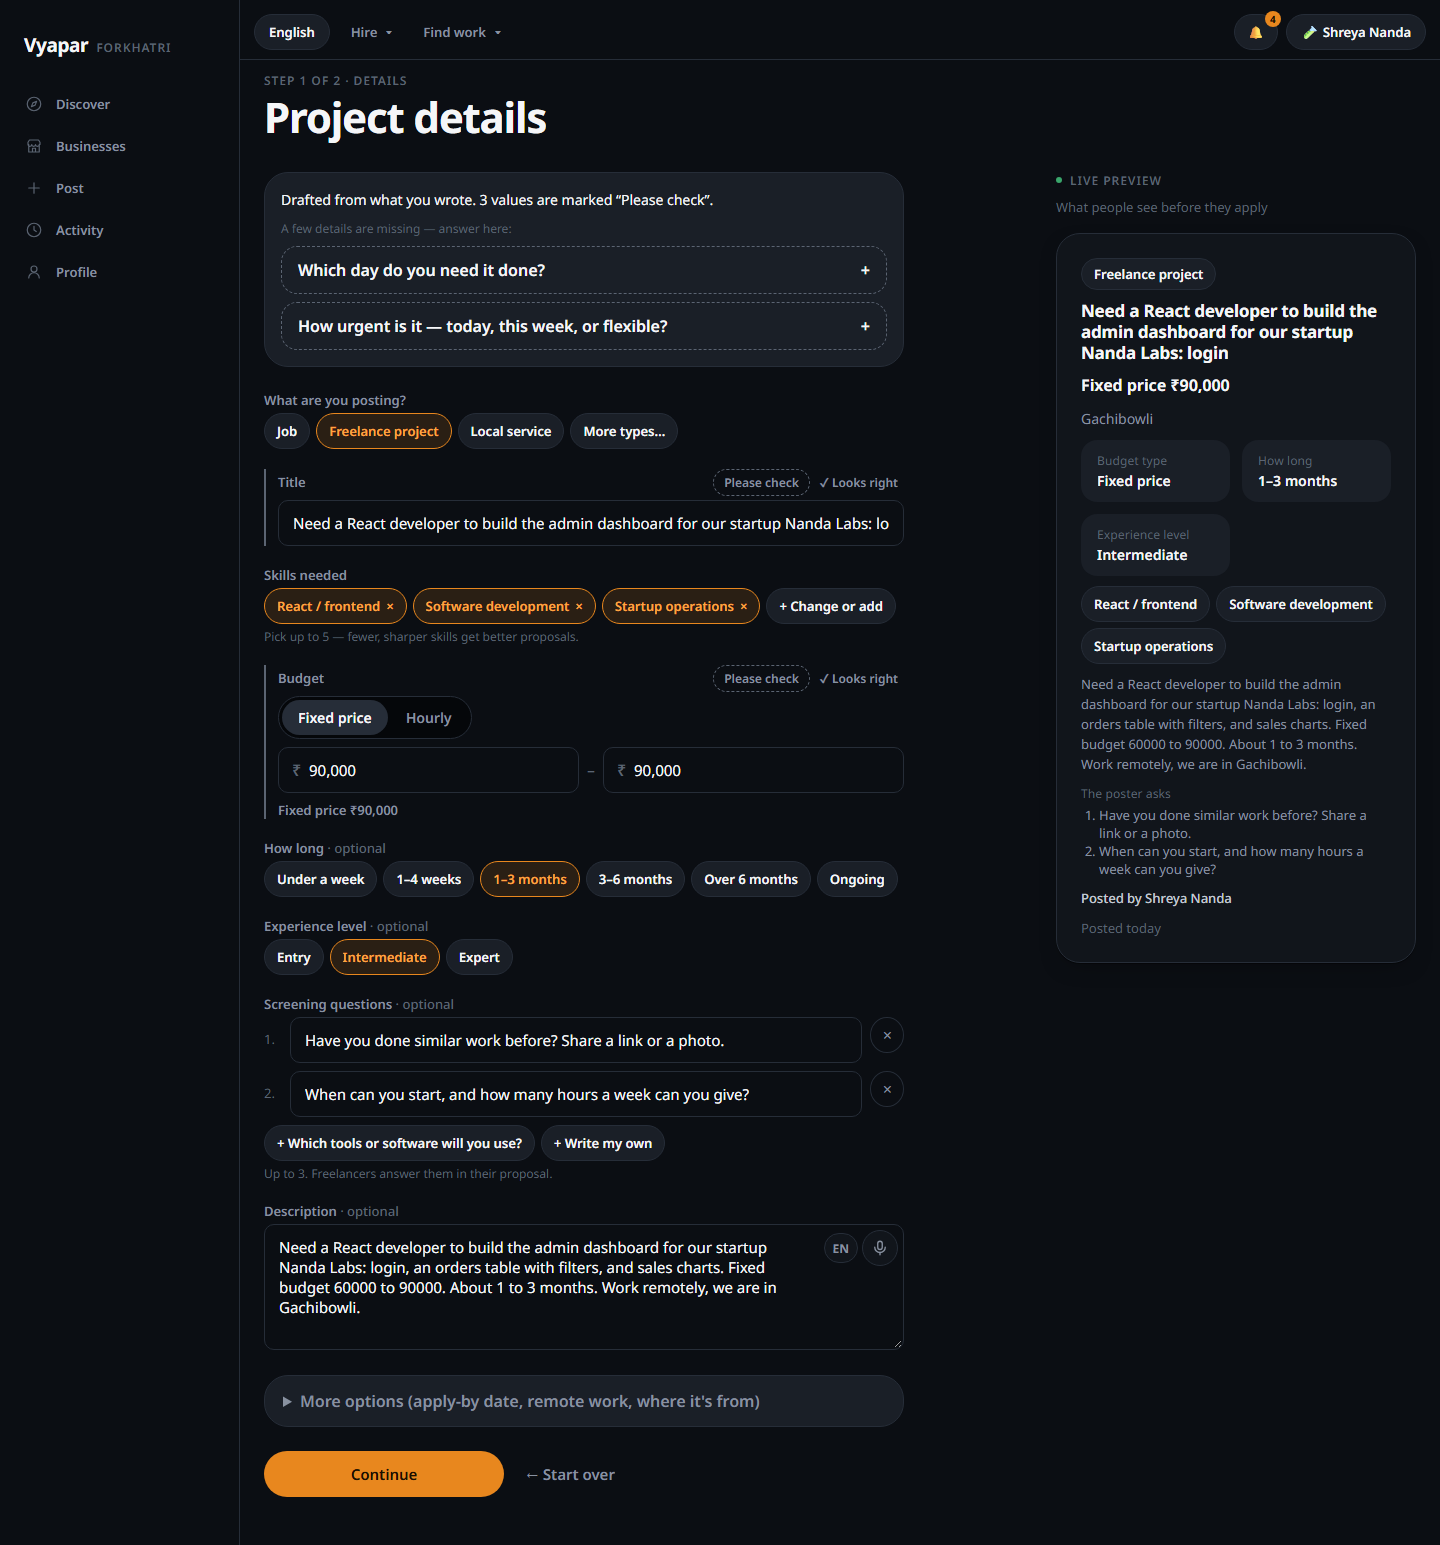 Vyapar FORKHATRI
Discover
Businesses
Post
Activity
Profile
English
Hire
Find work
4
Shreya Nanda
STEP 1 OF 2 · DETAILS
Project details
Drafted from what you wrote. 3 values are marked “Please check”.
A few details are missing — answer here:
Which day do you need it done? +
How urgent is it — today, this week, or flexible? +
What are you posting?
Job
Freelance project
Local service
More types...
Title
Please check
✓ Looks right
Need a React developer to build the admin dashboard for our startup Nanda Labs: lo
Skills needed
React / frontend ×
Software development ×
Startup operations ×
+ Change or add
Pick up to 5 — fewer, sharper skills get better proposals.
Budget
Please check
✓ Looks right
Fixed price
Hourly
₹ 90,000 – ₹ 90,000
Fixed price ₹90,000
How long · optional
Under a week
1–4 weeks
1–3 months
3–6 months
Over 6 months
Ongoing
Experience level · optional
Entry
Intermediate
Expert
Screening questions · optional
1. Have you done similar work before? Share a link or a photo. ×
2. When can you start, and how many hours a week can you give? ×
+ Which tools or software will you use?
+ Write my own
Up to 3. Freelancers answer them in their proposal.
Description · optional
Need a React developer to build the admin dashboard for our startup
Nanda Labs: login, an orders table with filters, and sales charts. Fixed
budget 60000 to 90000. About 1 to 3 months. Work remotely, we are in
Gachibowli.
EN
More options (apply-by date, remote work, where it's from)
Continue
← Start over
LIVE PREVIEW
What people see before they apply
Freelance project
Need a React developer to build the
admin dashboard for our startup
Nanda Labs: login
Fixed price ₹90,000
Gachibowli
Budget type
Fixed price
How long
1–3 months
Experience level
Intermediate
React / frontend
Software development
Startup operations
Need a React developer to build the admin
dashboard for our startup Nanda Labs: login, an
orders table with filters, and sales charts. Fixed
budget 60000 to 90000. About 1 to 3 months.
Work remotely, we are in Gachibowli.
The poster asks
1. Have you done similar work before? Share a
link or a photo.
2. When can you start, and how many hours a
week can you give?
Posted by Shreya Nanda
Posted today